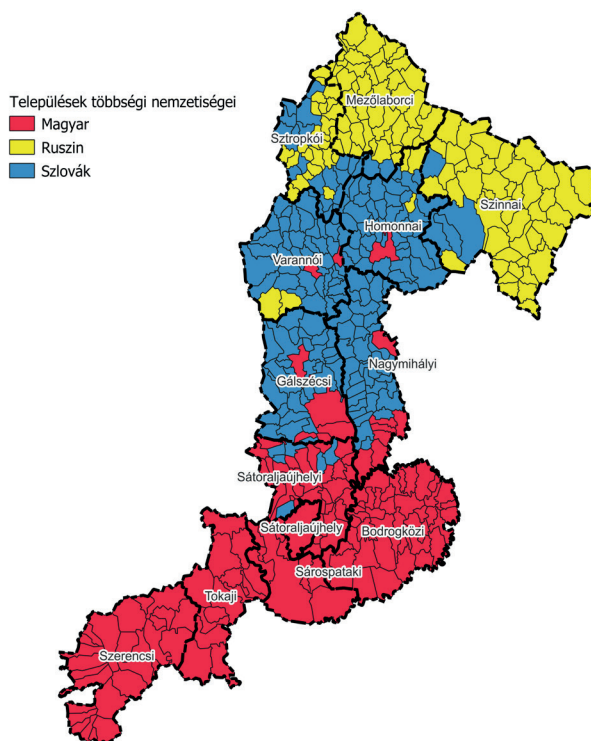 Települések többségi nemzetiségei
Magyar
Ruszin
Szlovák
Mezőlaborci
Sztropkói
Szinnai
Homonnai
Varannói
Nagymihályi
Gálszécsi
Sátoraljaújhelyi
Sátoraljaújhely
Bodrogközi
Sárospataki
Tokaji
Szerencsi